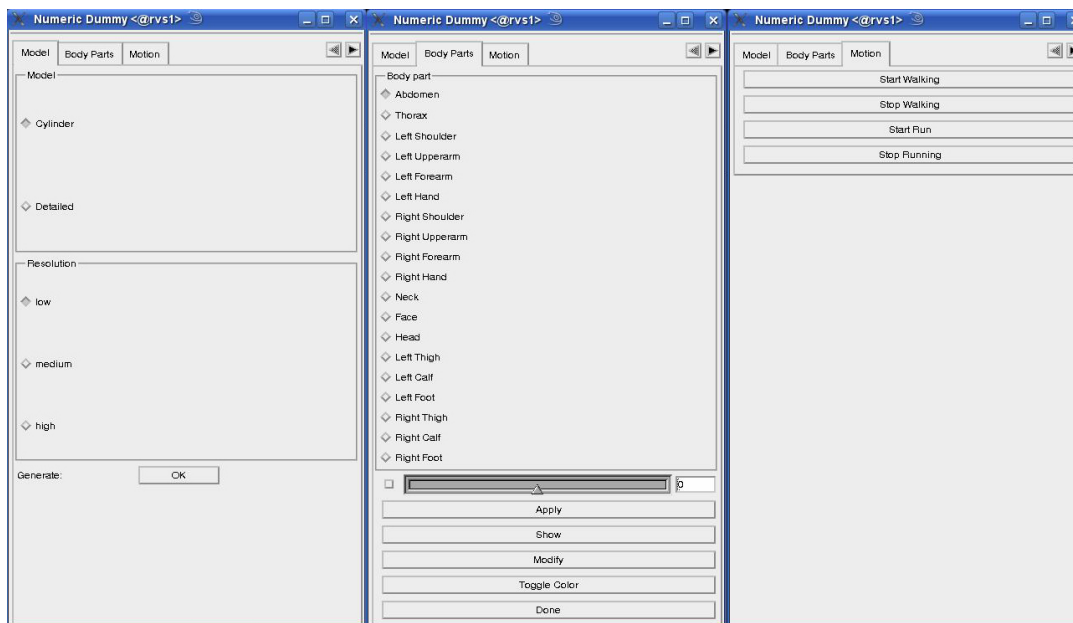 Numeric Dummy <@rvs1>
Model Body Parts Motion
Model
Cylinder
Detailed
Resolution
low
medium
high
Generate: OK
Numeric Dummy <@rvs1>
Model Body Parts Motion
Body part
Abdomen
Thorax
Left Shoulder
Left Upperarm
Left Forearm
Left Hand
Right Shoulder
Right Upperarm
Right Forearm
Right Hand
Neck
Face
Head
Left Thigh
Left Calf
Left Foot
Right Thigh
Right Calf
Right Foot
0
Apply
Show
Modify
Toggle Color
Done
Numeric Dummy <@rvs1>
Model Body Parts Motion
Start Walking
Stop Walking
Start Run
Stop Running